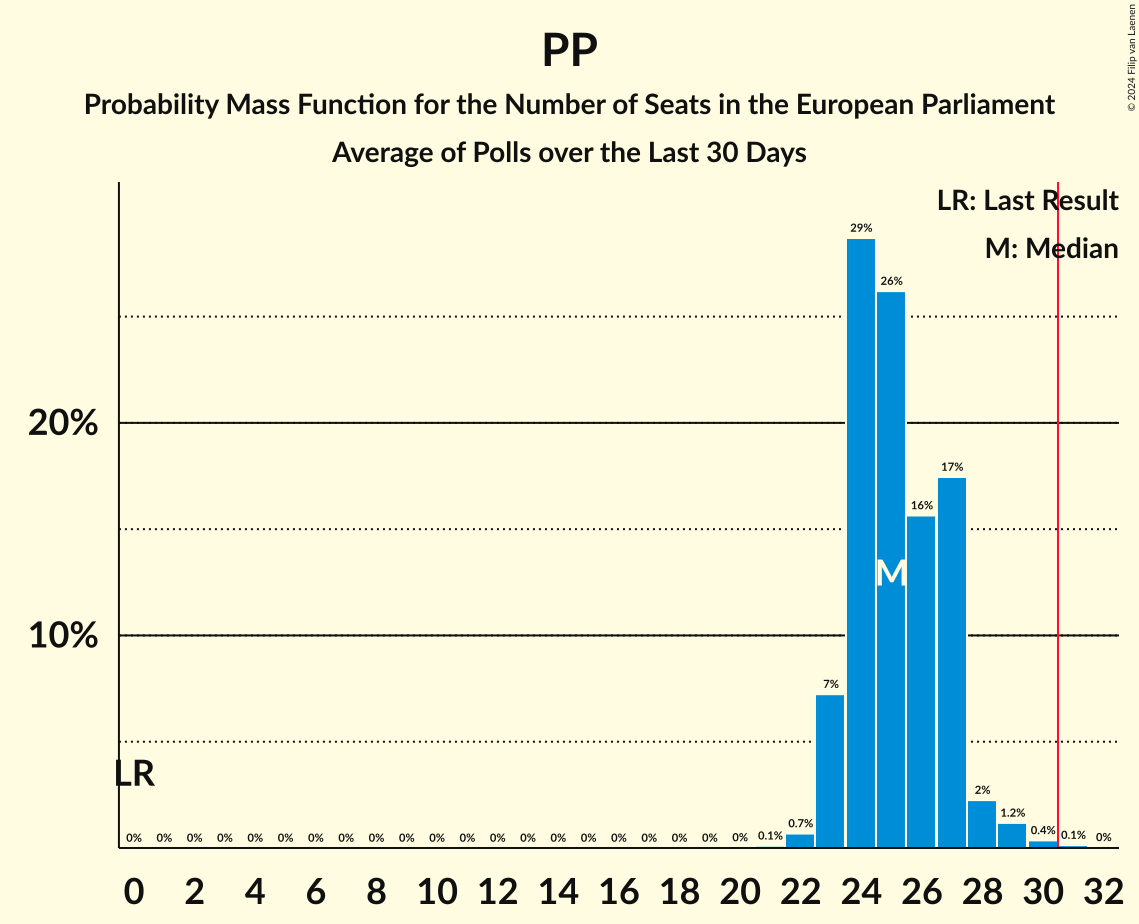 PP
Probability Mass Function for the Number of Seats in the European Parliament
Average of Polls over the Last 30 Days
© 2024 Filip van Laenen
LR: Last Result
M: Median
29%
26%
20%
17%
16%
M
10%
7%
LR
2%
1.2%
0% 0% 0% 0% 0% 0% 0% 0% 0% 0% 0% 0% 0% 0% 0% 0% 0% 0% 0% 0% 0% 0.1% 0.7% 0.4% 0.1% 0%
0 2 4 6 8 10 12 14 16 18 20 22 24 26 28 30 32